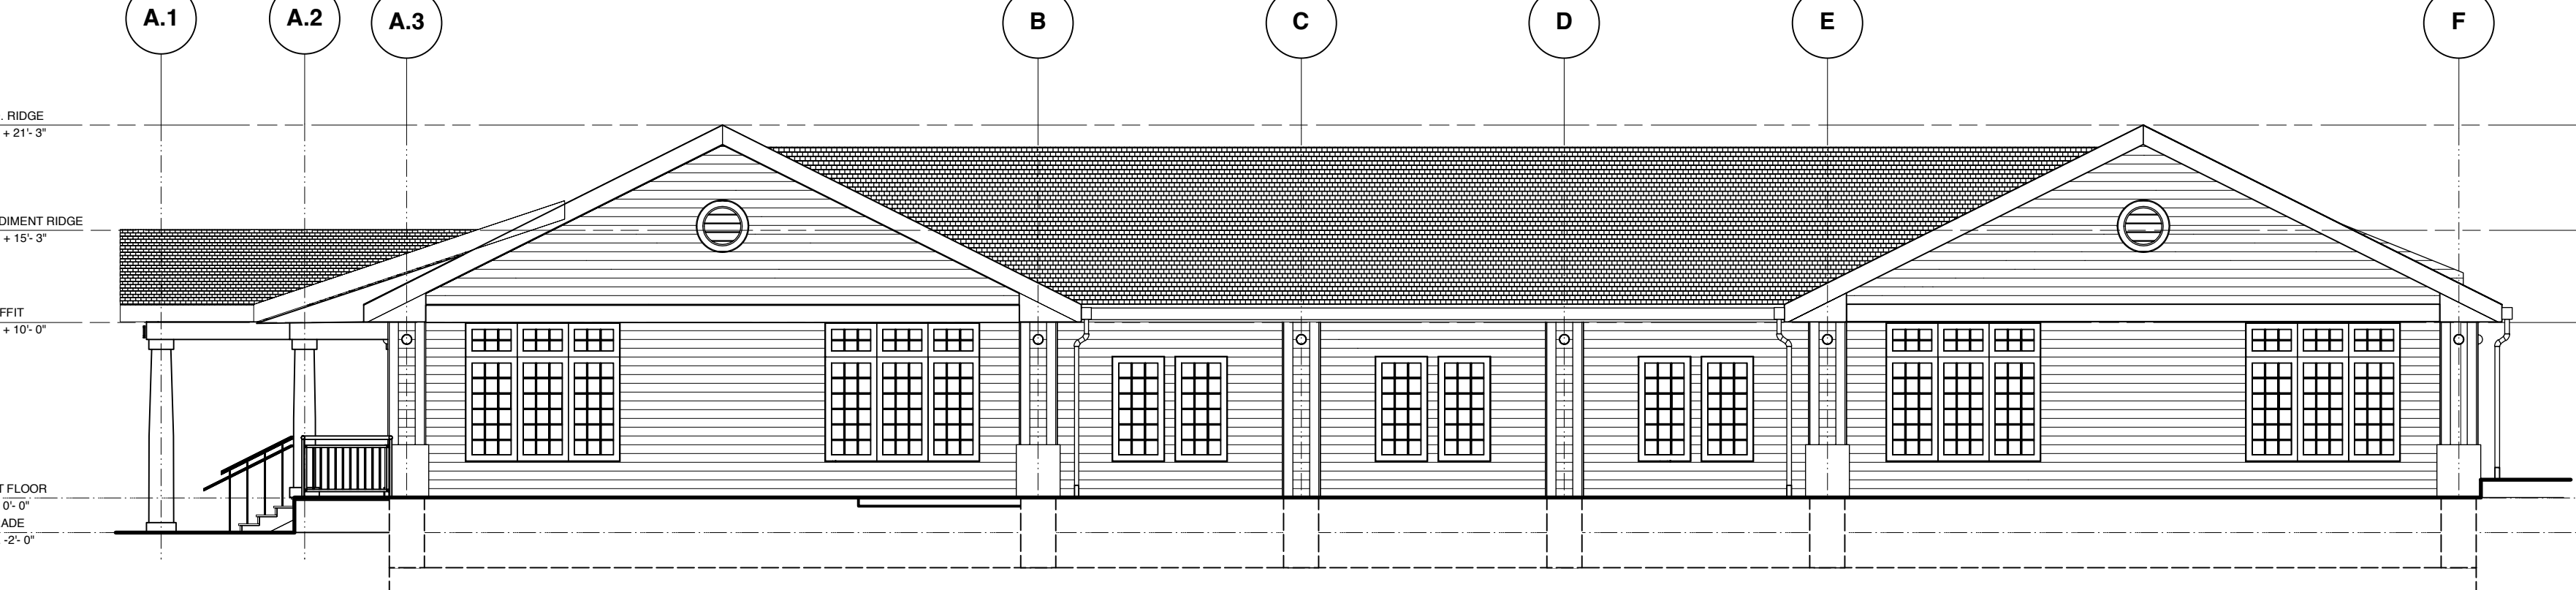 A.1
A.2
A.3
B
C
D
E
F
. RIDGE
+ 21'- 3"
DIMENT RIDGE
+ 15'- 3"
FFIT
+ 10'- 0"
T FLOOR
0'- 0"
ADE
-2'- 0"